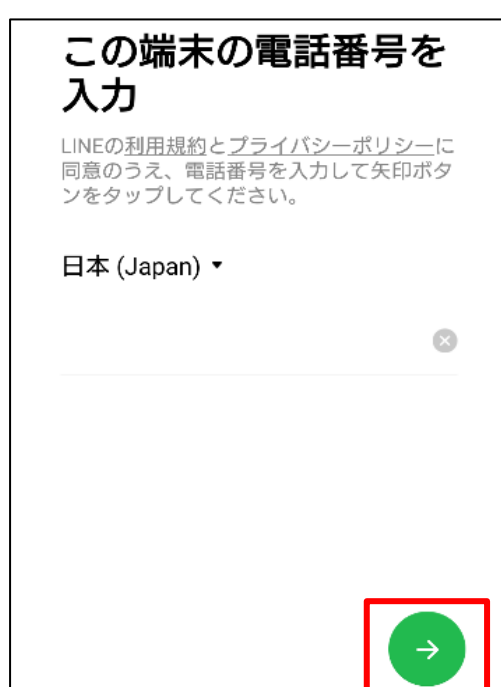 この端末の電話番号を
入力
LINEの利用規約とプライバシーポリシーに
同意のうえ、電話番号を入力して矢印ボタ
ンをタップしてください。
日本 (Japan)